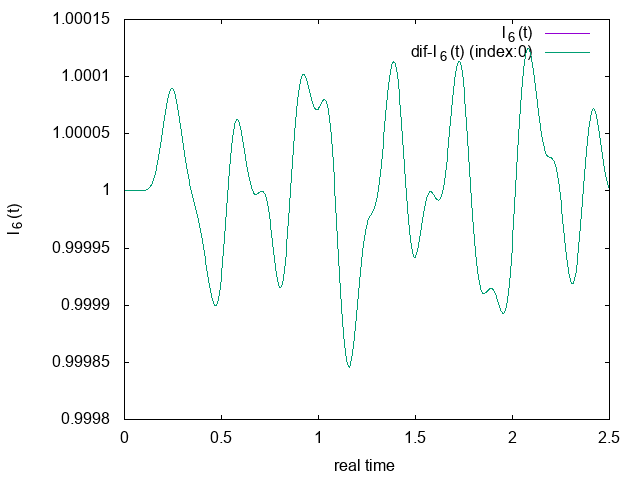 I6(t)
dif-I6(t) (index:0)
1.00015
1.0001
1.00005
1
0.99995
0.9999
0.99985
0.9998
I6(t)
0 0.5 1 1.5 2 2.5
real time